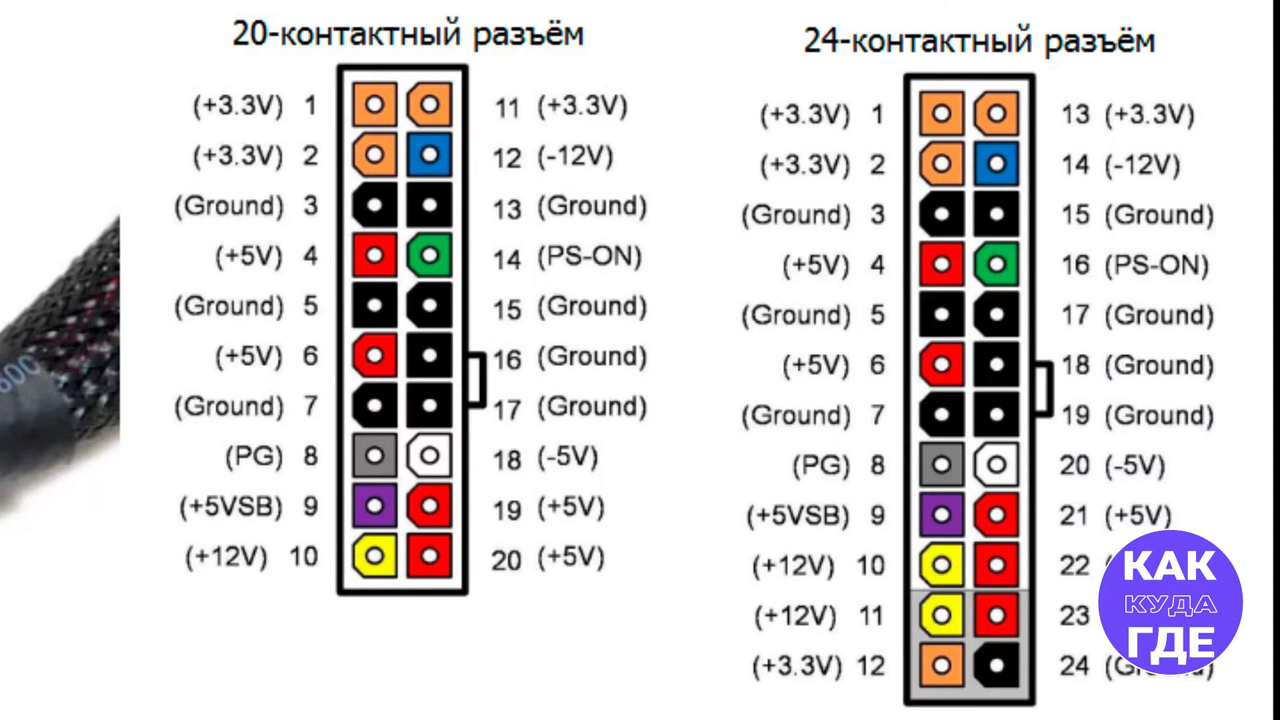 20-контактный разъём
(+3.3V) 1 11 (+3.3V)
(+3.3V) 2 12 (-12V)
(Ground) 3 13 (Ground)
(+5V) 4 14 (PS-ON)
(Ground) 5 15 (Ground)
(+5V) 6 16 (Ground)
(Ground) 7 17 (Ground)
(PG) 8 18 (-5V)
(+5VSB) 9 19 (+5V)
(+12V) 10 20 (+5V)
24-контактный разъём
(+3.3V) 1 13 (+3.3V)
(+3.3V) 2 14 (-12V)
(Ground) 3 15 (Ground)
(+5V) 4 16 (PS-ON)
(Ground) 5 17 (Ground)
(+5V) 6 18 (Ground)
(Ground) 7 19 (Ground)
(PG) 8 20 (-5V)
(+5VSB) 9 21 (+5V)
(+12V) 10 22
(+12V) 11 23
(+3.3V) 12 24
КАК
КУДА
ГДЕ